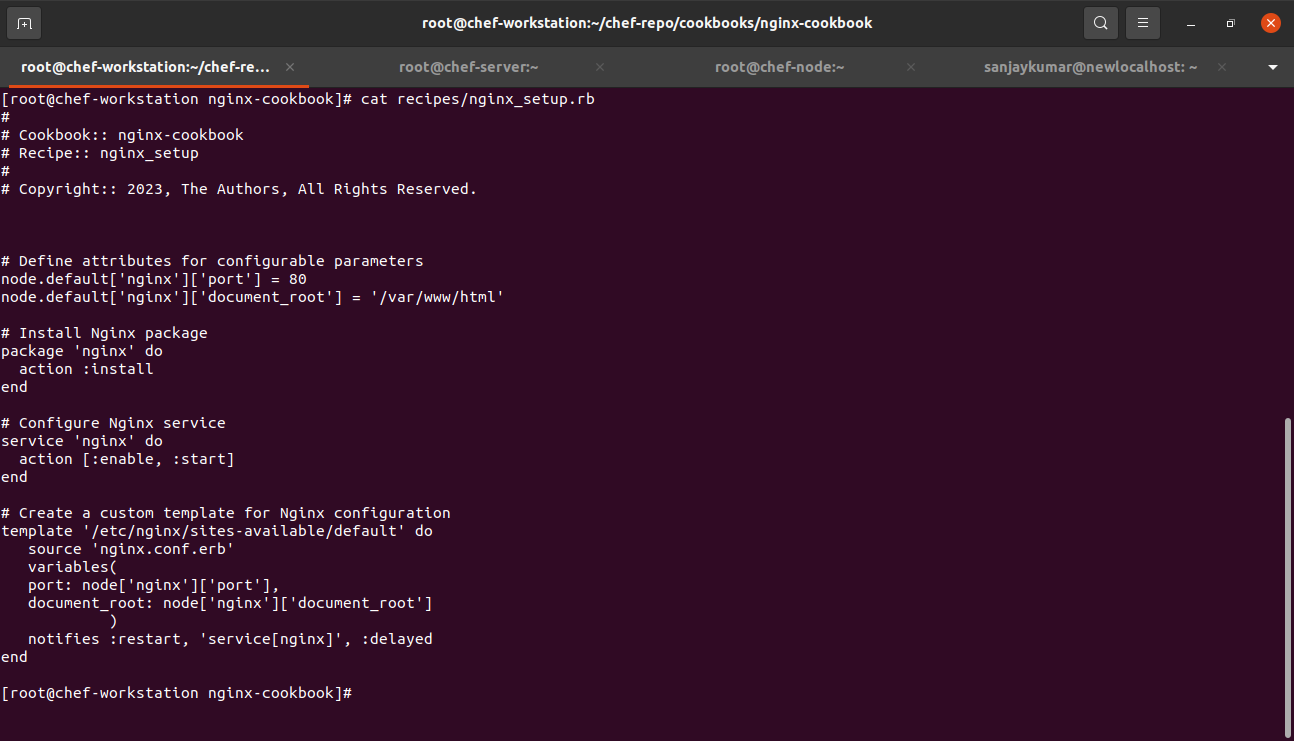 root@chef-workstation:~/chef-repo/cookbooks/nginx-cookbook
root@chef-workstation:~/chef-re...
root@chef-server:~
root@chef-node:~
sanjaykumar@newlocalhost: ~
[root@chef-workstation nginx-cookbook]# cat recipes/nginx_setup.rb
#
# Cookbook:: nginx-cookbook
# Recipe:: nginx_setup
#
# Copyright:: 2023, The Authors, All Rights Reserved.
# Define attributes for configurable parameters
node.default['nginx']['port'] = 80
node.default['nginx']['document_root'] = '/var/www/html'
# Install Nginx package
package 'nginx' do
  action :install
end
# Configure Nginx service
service 'nginx' do
  action [:enable, :start]
end
# Create a custom template for Nginx configuration
template '/etc/nginx/sites-available/default' do
   source 'nginx.conf.erb'
   variables(
   port: node['nginx']['port'],
   document_root: node['nginx']['document_root']
            )
   notifies :restart, 'service[nginx]', :delayed
end
[root@chef-workstation nginx-cookbook]#